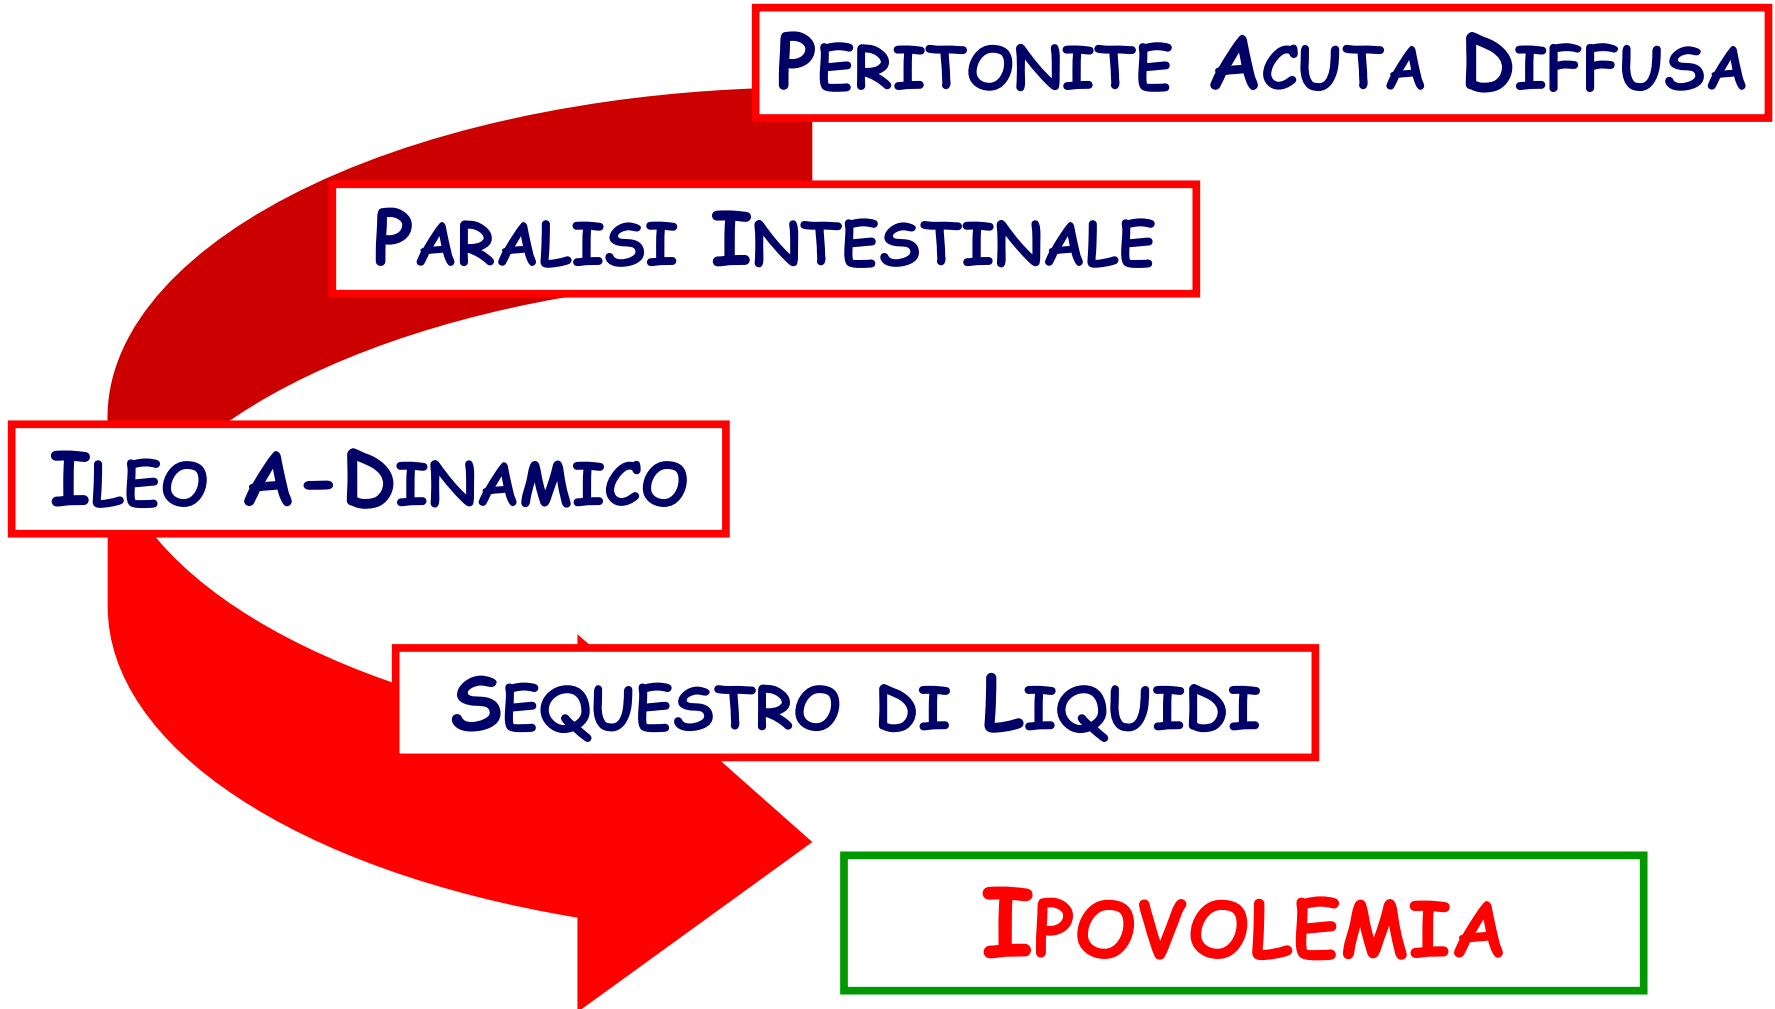 Peritonite Acuta Diffusa
Paralisi Intestinale
Ileo A-Dinamico
Sequestro di Liquidi
Ipovolemia